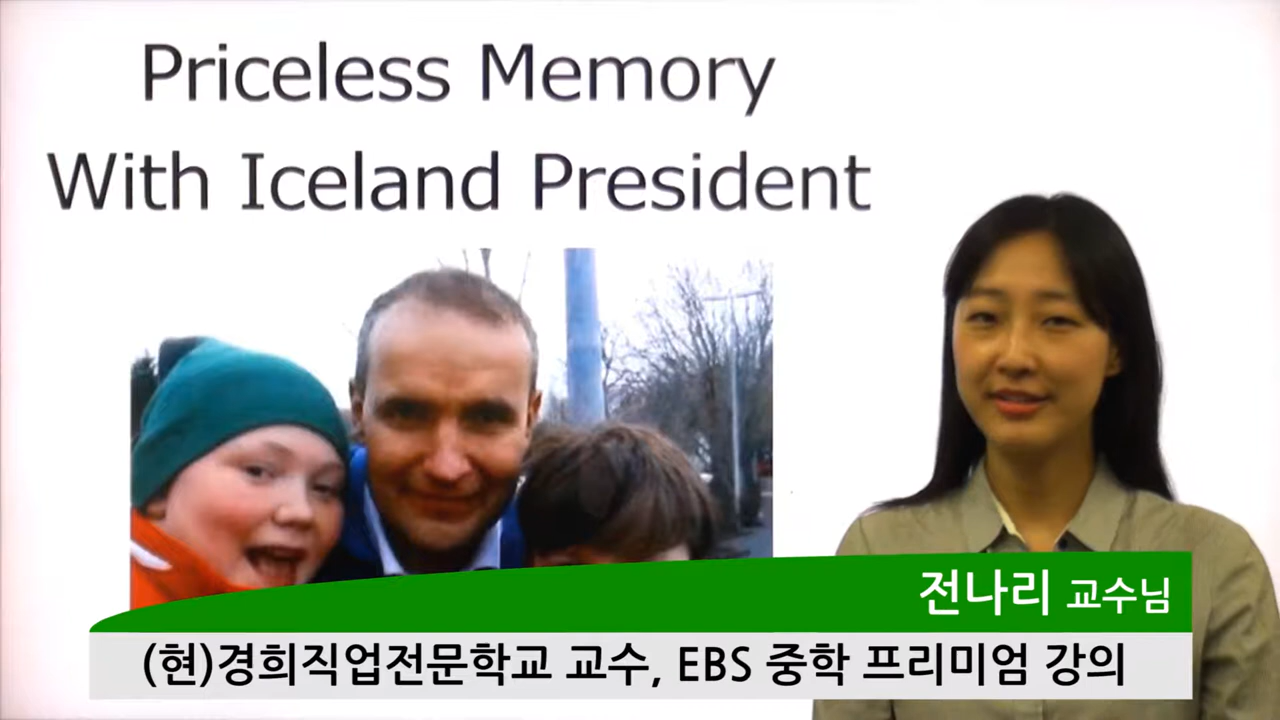 Priceless Memory
With Iceland President
전나리 교수님
(현)경희직업전문학교 교수, EBS 중학 프리미엄 강의